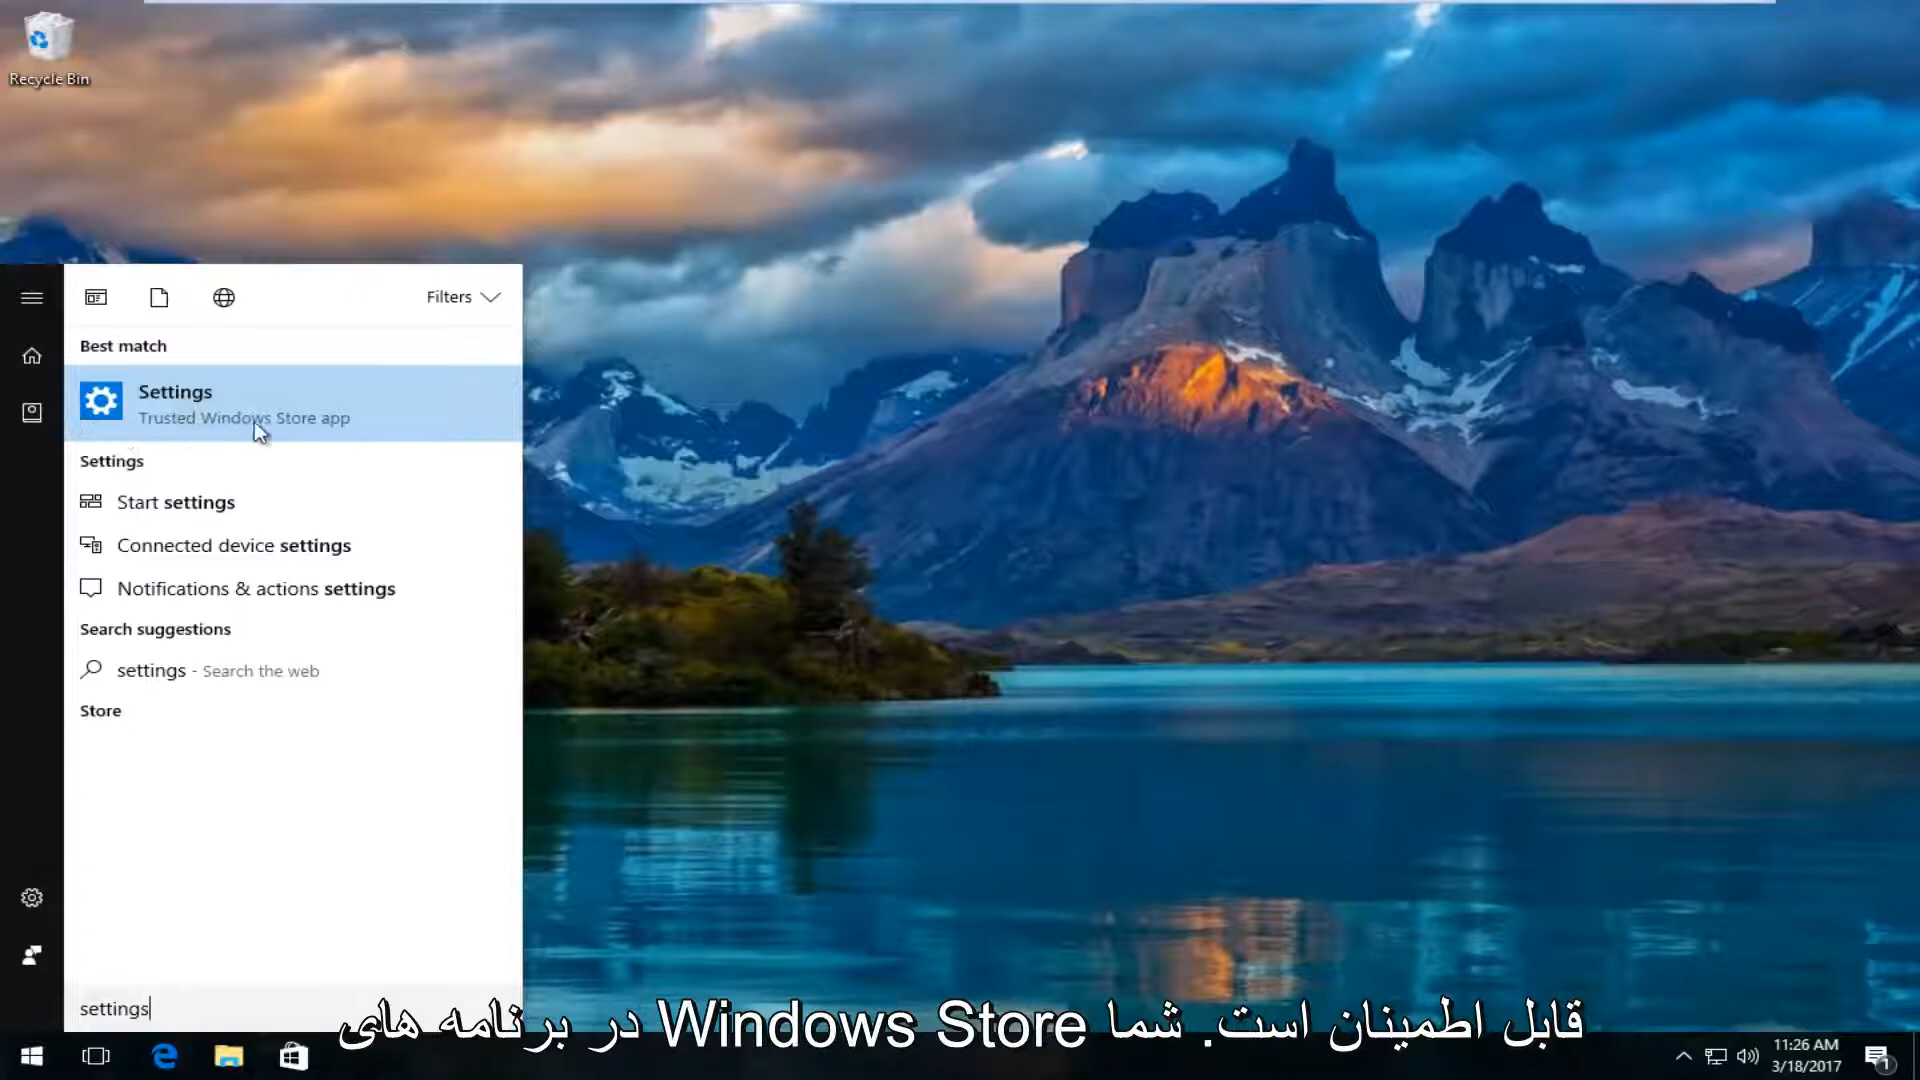 Recycle Bin
Filters
Best match
Settings
Trusted Windows Store app
Settings
Start settings
Connected device settings
Notifications & actions settings
Search suggestions
settings - Search the web
Store
settings
قابل اطمینان است. شما Windows Store در برنامه های
11:26 AM
3/18/2017
1